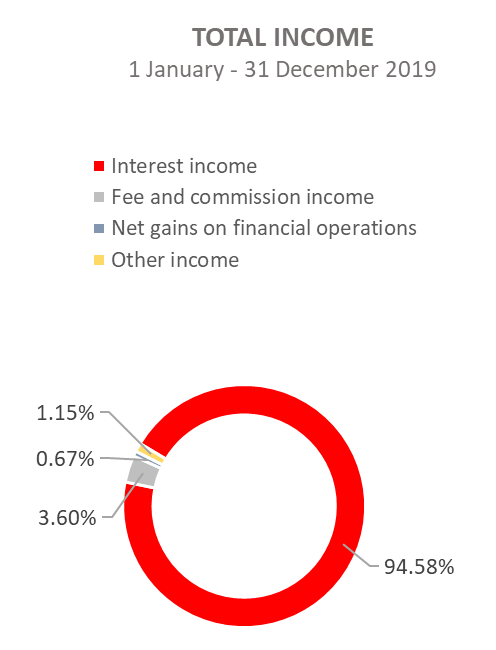 TOTAL INCOME
1 January - 31 December 2019
Interest income
Fee and commission income
Net gains on financial operations
Other income
1.15%
0.67%
3.60%
94.58%